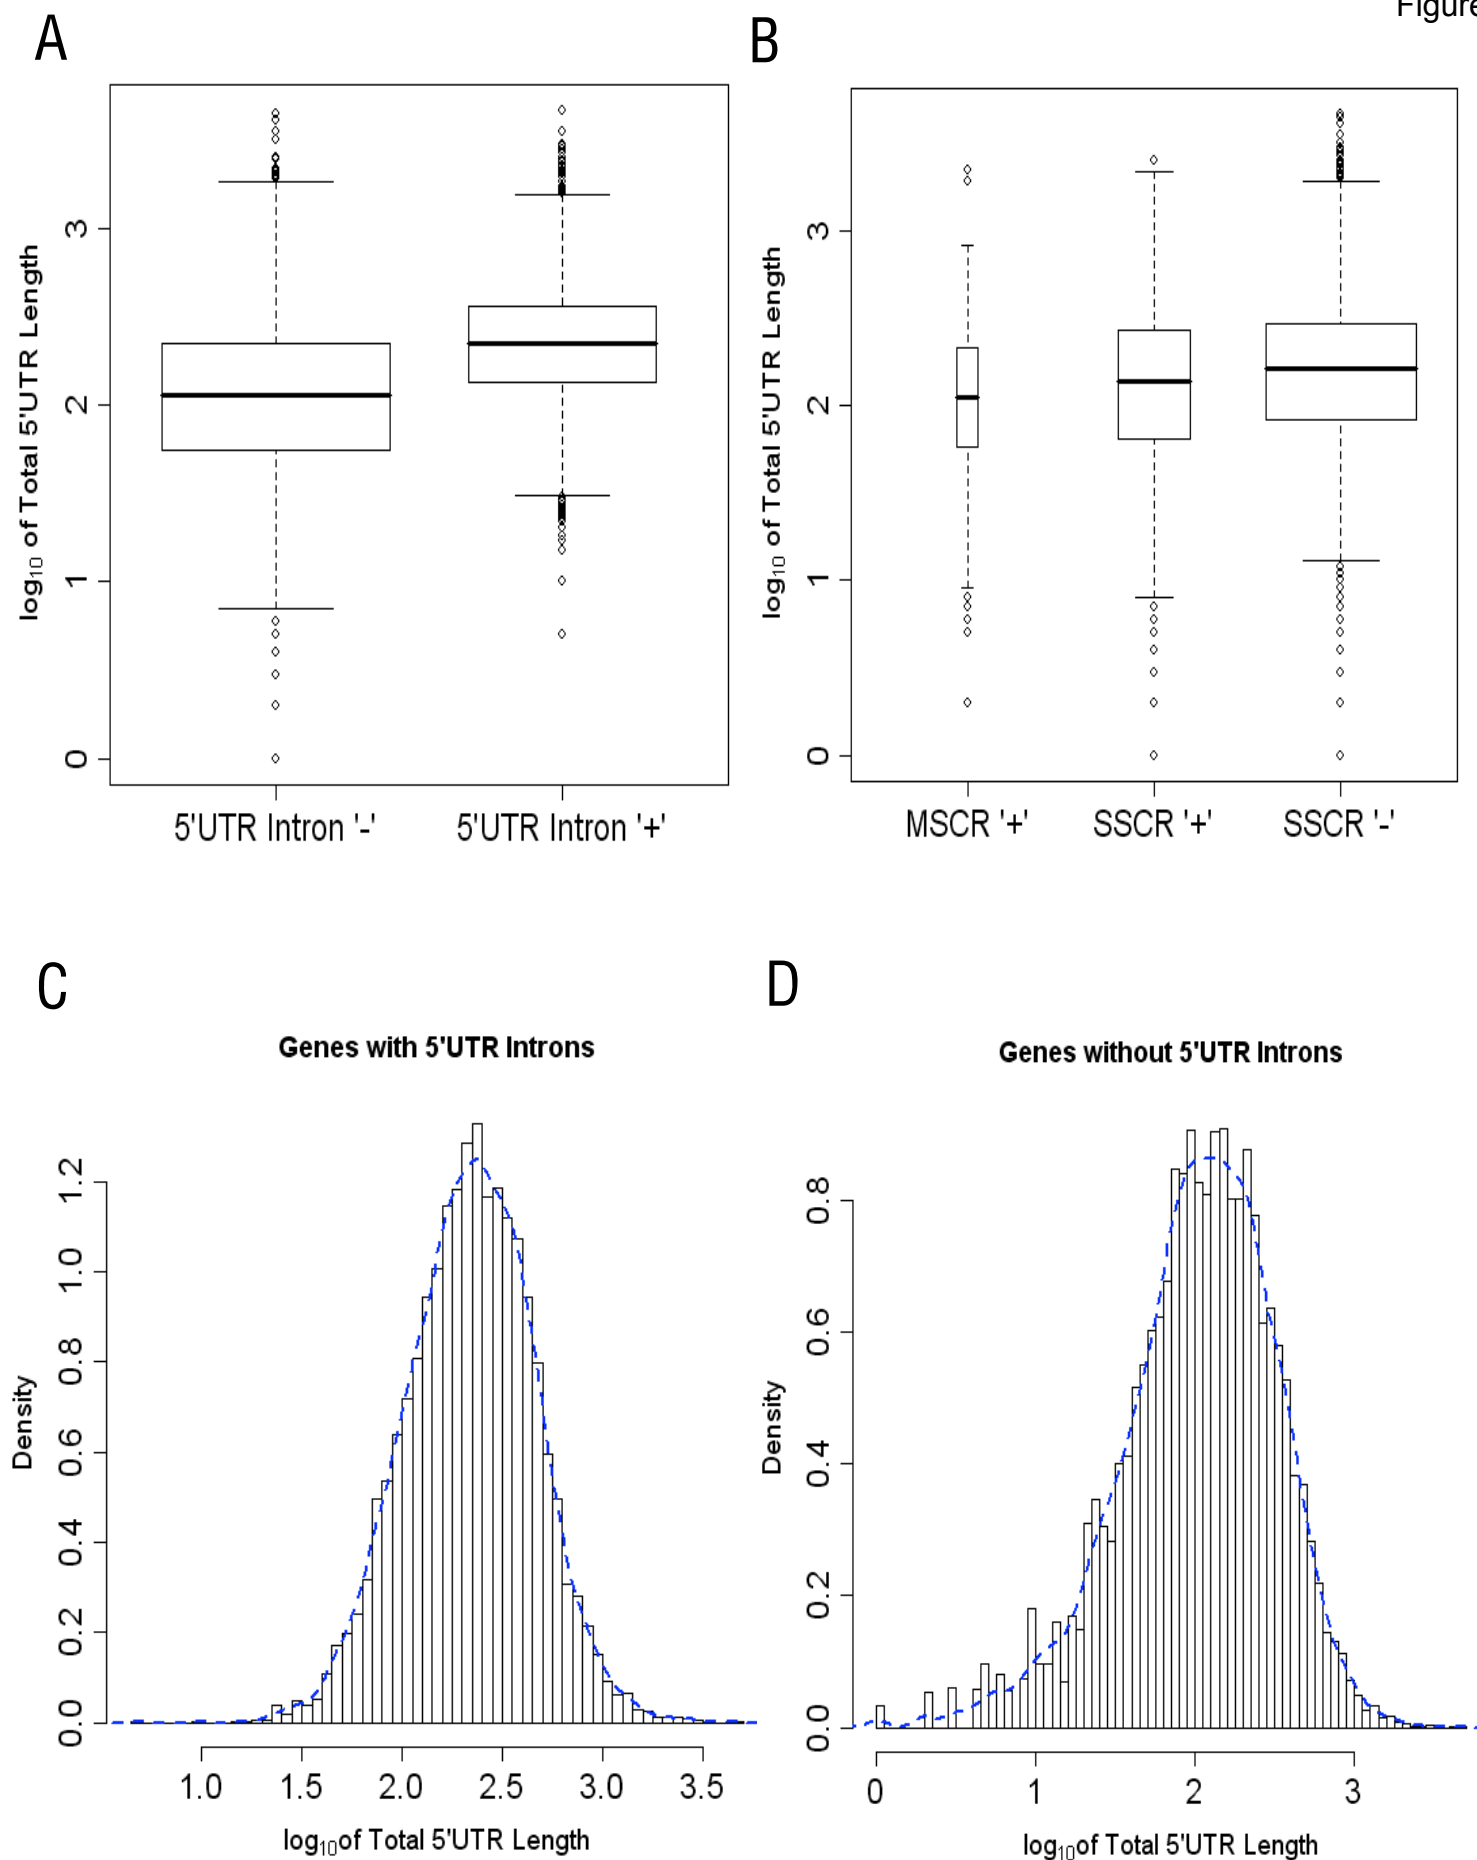 Figure
A
B
log10 of Total 5'UTR Length
3
2
1
0
5'UTR Intron '-'
5'UTR Intron '+'
log10 of Total 5'UTR Length
3
2
1
0
MSCR '+'
SSCR '+'
SSCR '-'
C
D
Genes with 5'UTR Introns
Density
1.2
1.0
0.8
0.6
0.4
0.2
0.0
1.0 1.5 2.0 2.5 3.0 3.5
log10of Total 5'UTR Length
Genes without 5'UTR Introns
Density
0.8
0.6
0.4
0.2
0.0
0 1 2 3
log10of Total 5'UTR Length